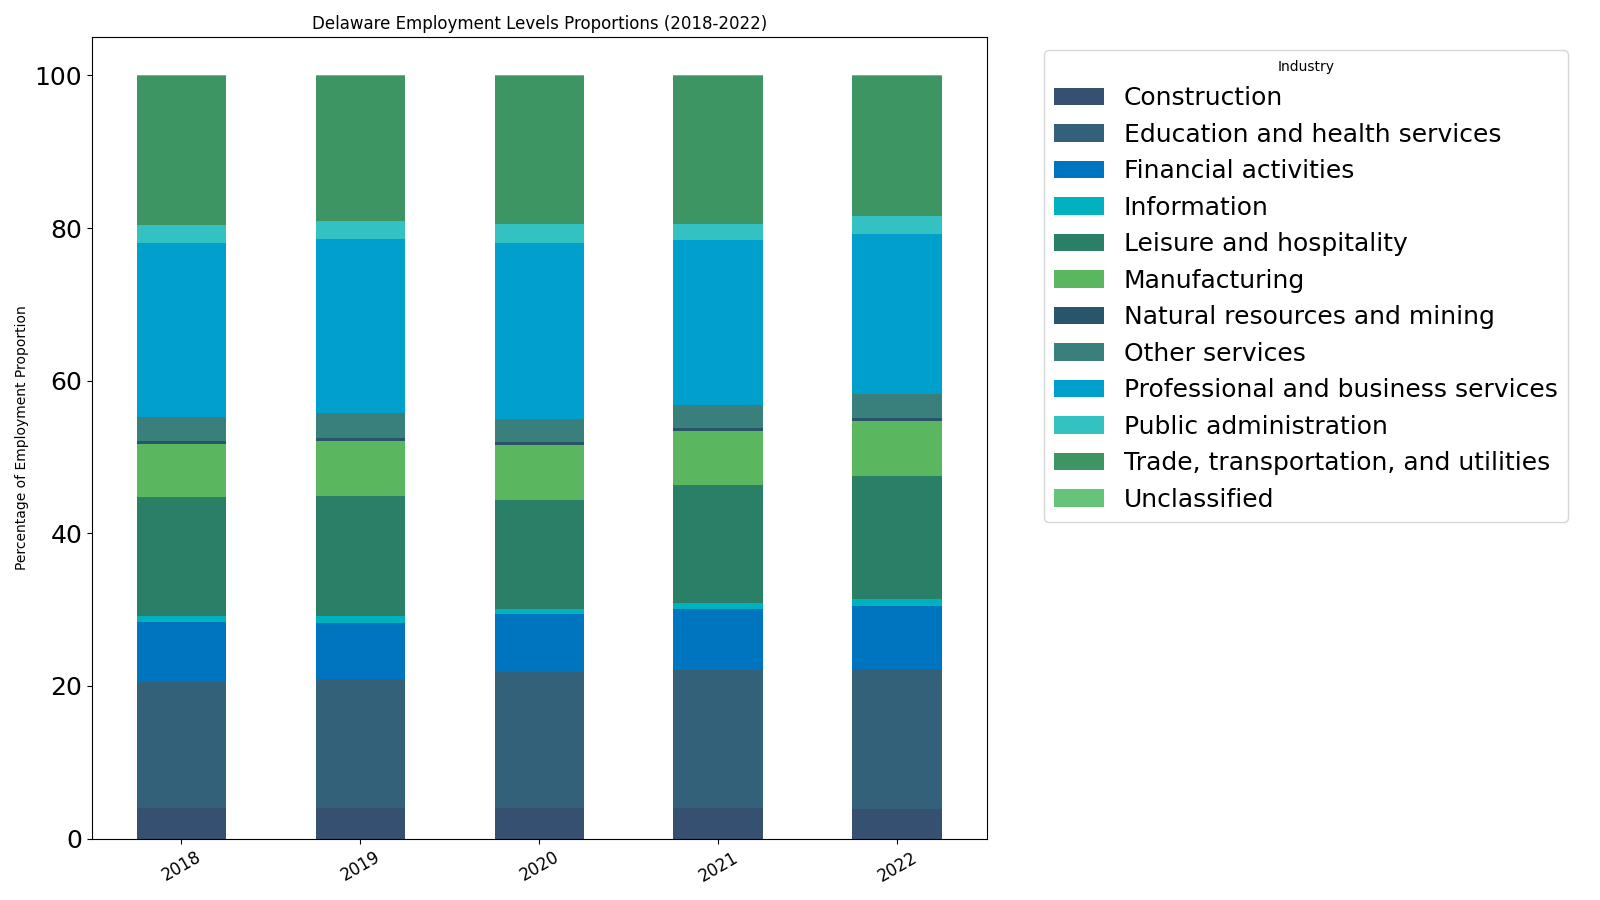 Delaware Employment Levels Proportions (2018-2022)
Percentage of Employment Proportion
100
80
60
40
20
0
2018
2019
2020
2021
2022
Industry
Construction
Education and health services
Financial activities
Information
Leisure and hospitality
Manufacturing
Natural resources and mining
Other services
Professional and business services
Public administration
Trade, transportation, and utilities
Unclassified